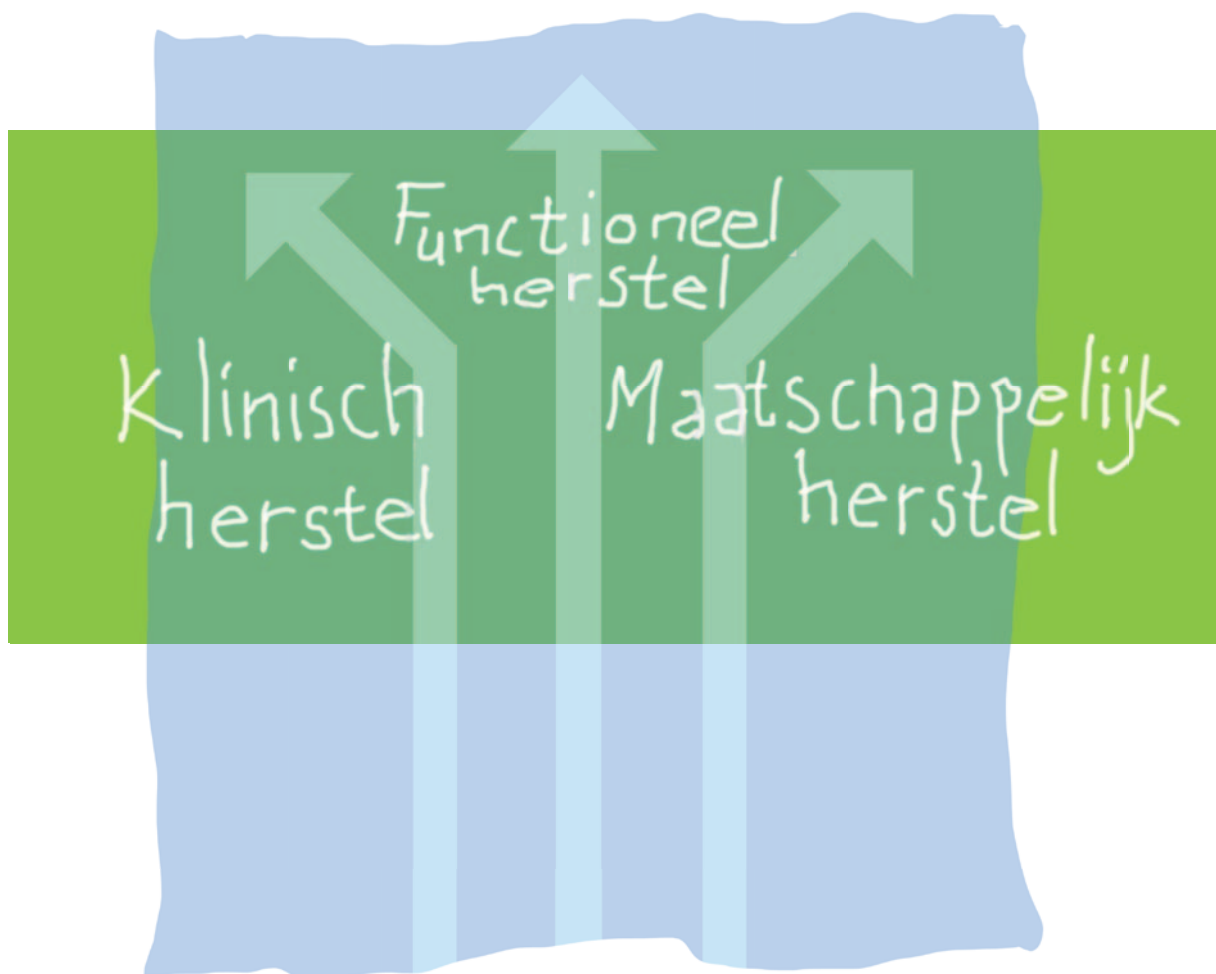 Functioneel
herstel
Klinisch
herstel
Maatschappelijk
herstel